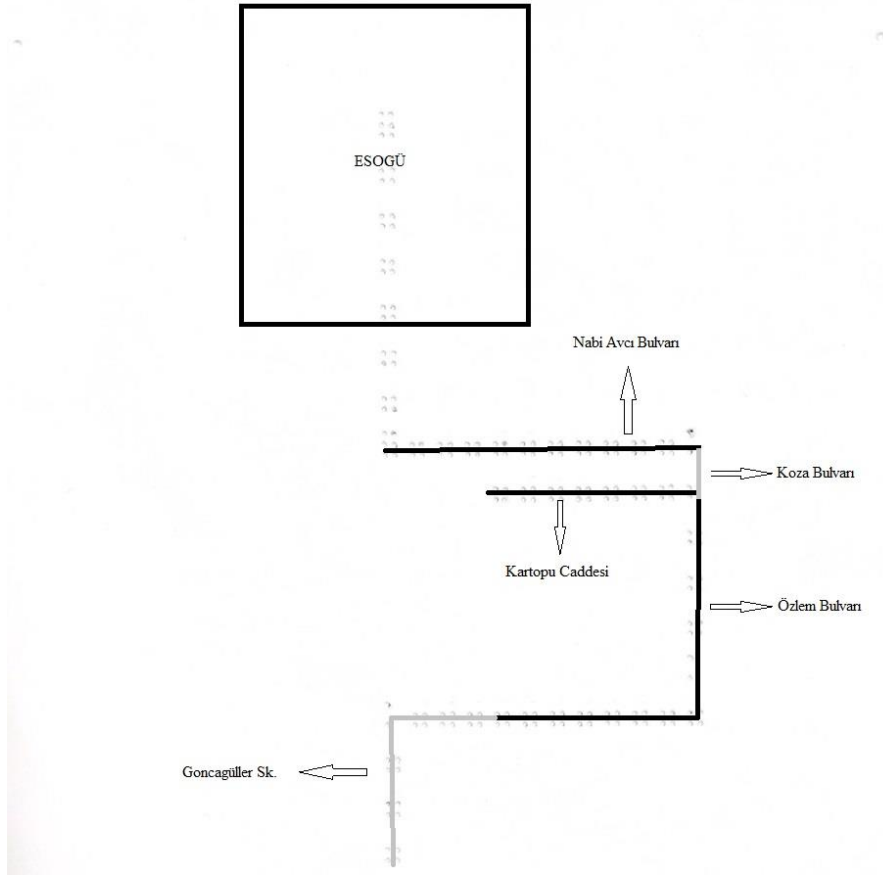 ESOGÜ
Nabi Avcı Bulvarı
Koza Bulvarı
Kartopu Caddesi
Özlem Bulvarı
Goncagüller Sk.